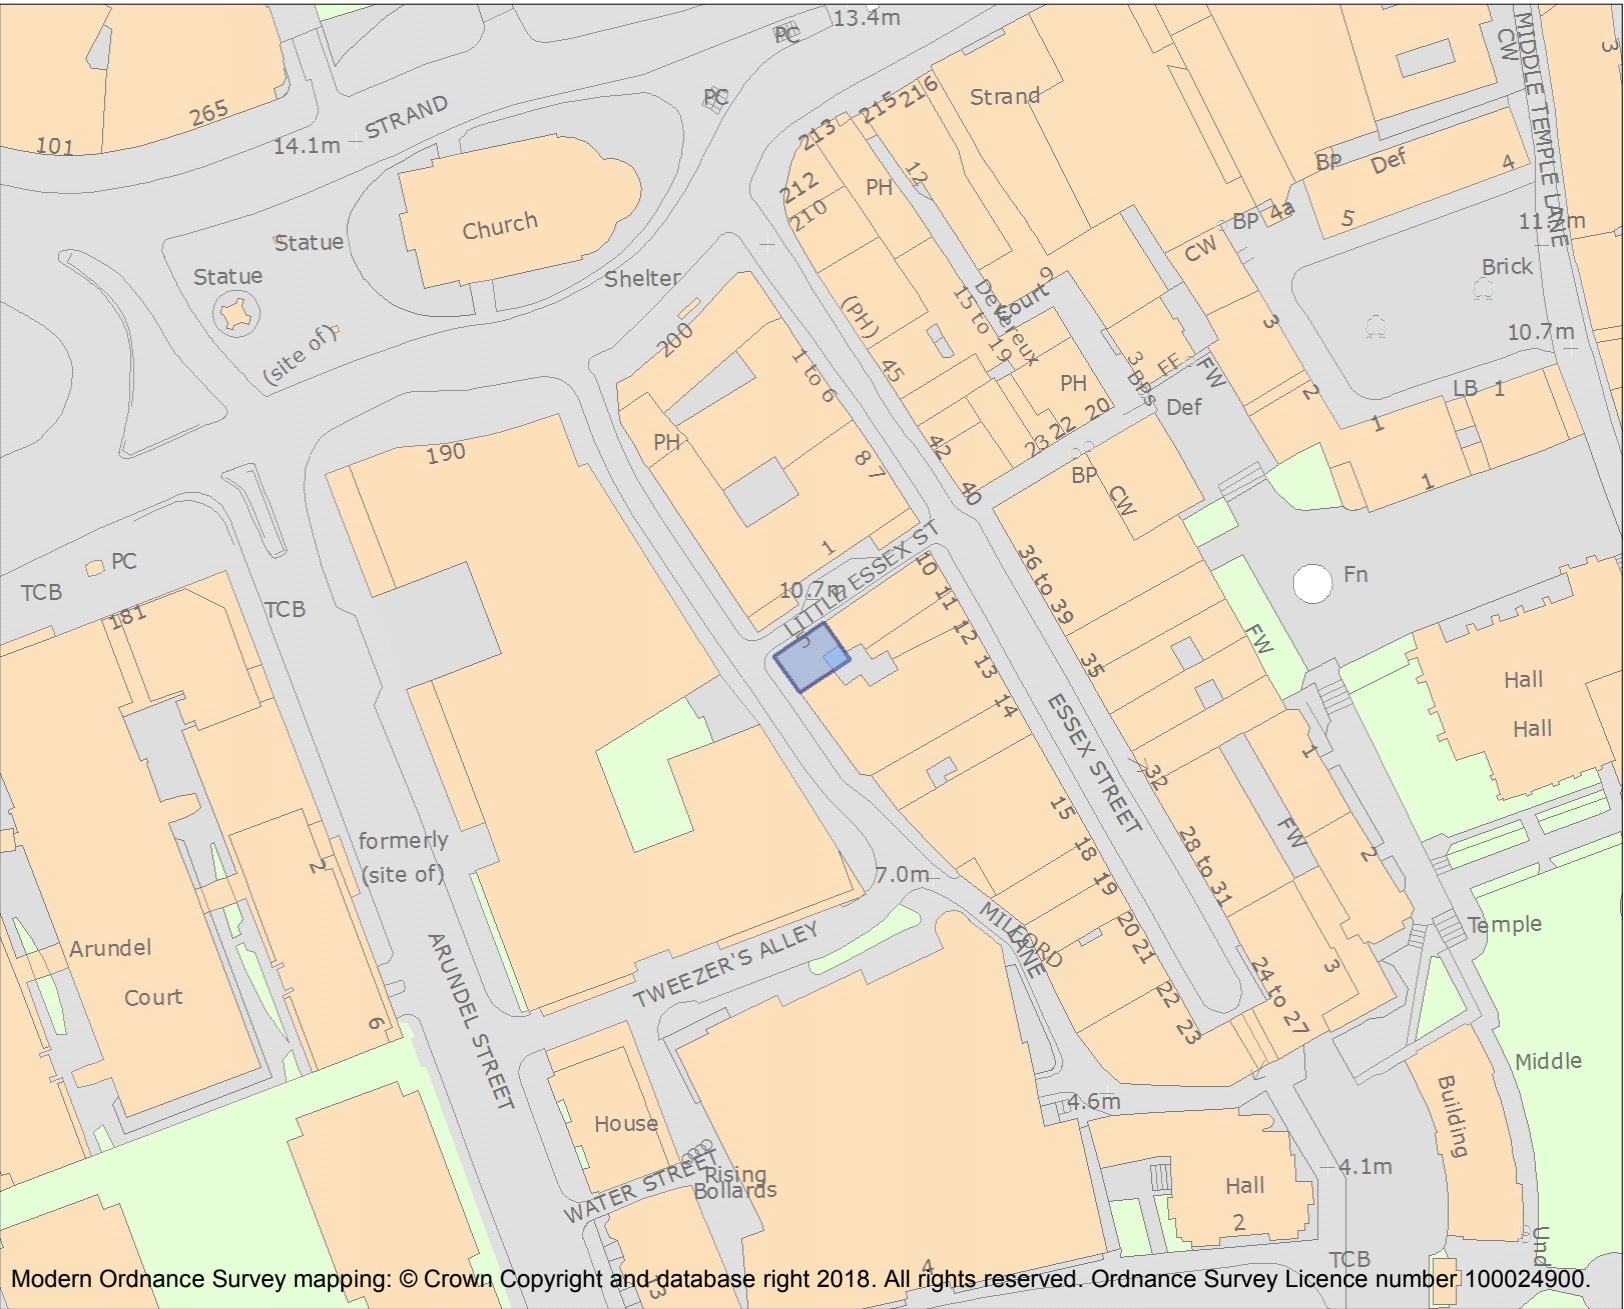 13.4m
PC
MIDDLE TEMPLE LANE
CW
3
265
STRAND
PC
213
215
216
Strand
101
14.1m
12
BP
Def
4
212
PH
210
BP
4a
5
11.2m
Church
CW
Statue
Statue
Shelter
Brick
9
Devereux
Court
15 to 19
(PH)
3
10.7m
(site of)
200
1 to 6
45
3
BPs
EF
FW
2
PH
Def
LB
1
1
20
22
23
190
PH
8
7
42
BP
CW
40
1
1
LITTLE ESSEX ST
10.7m
5
10
36 to 39
Fn
PC
TCB
TCB
181
11
12
13
14
35
FW
Hall
Hall
ESSEX STREET
32
1
15
FW
28 to 31
2
18
19
formerly
(site of)
2
7.0m
MILFORD
LANE
20
21
Temple
Arundel
Court
ARUNDEL STREET
TWEEZER'S ALLEY
24 to 27
3
22
23
6
4.6m
Middle
Building
House
WATER STREET
Rising
Bollards
4.1m
Hall
2
TCB
Und
4
13
Modern Ordnance Survey mapping: © Crown Copyright and database right 2018. All rights reserved. Ordnance Survey Licence number 100024900.